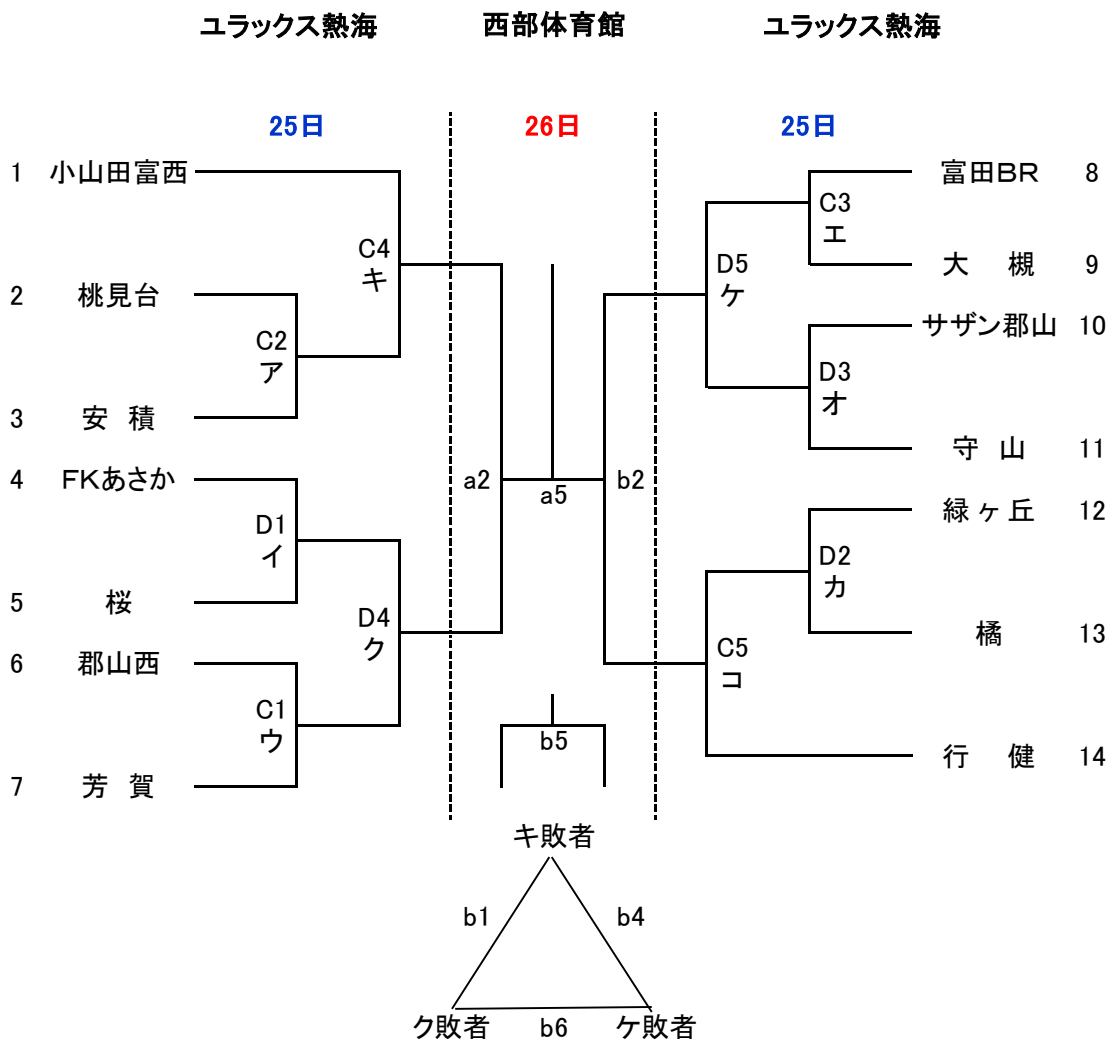 ユラックス熱海 西部体育館 ユラックス熱海
25日 26日 25日
1 小山田富西
2 桃見台
3 安 積
4 FKあさか
5 桜
6 郡山西
7 芳 賀
C4
キ
C2
ア
D1
イ
D4
ク
C1
ウ
a2
a5
b2
b5
富田BR 8
大 槻 9
サザン郡山 10
守 山 11
緑ヶ丘 12
橘 13
行 健 14
C3
エ
D5
ケ
D3
オ
D2
カ
C5
コ
キ敗者
b1 b4
ク敗者 b6 ケ敗者